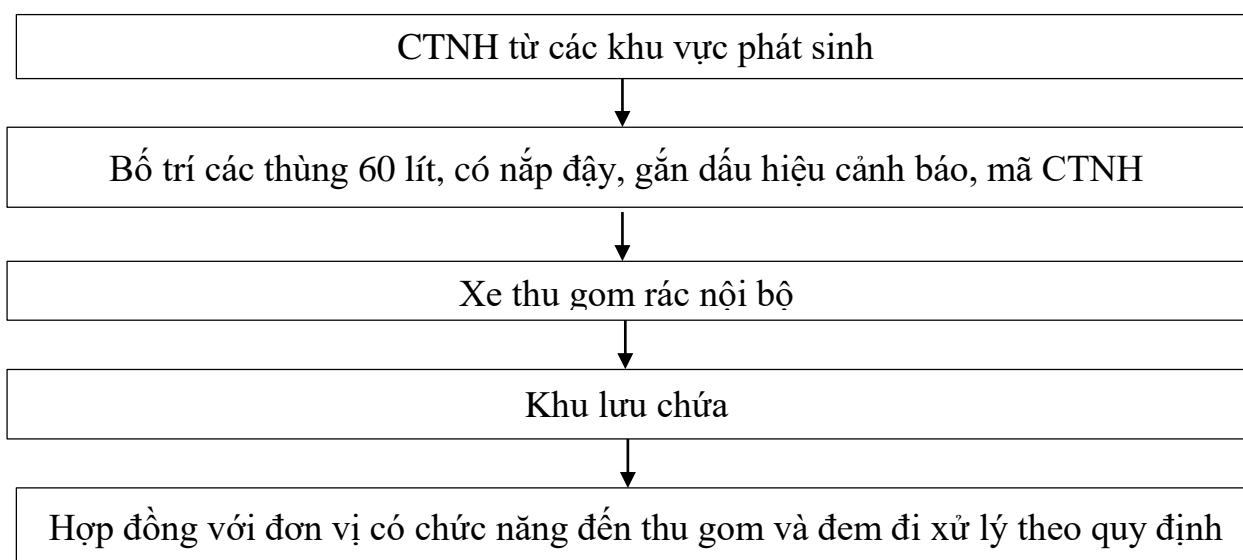 CTNH từ các khu vực phát sinh
Bố trí các thùng 60 lít, có nắp đậy, gắn dấu hiệu cảnh báo, mã CTNH
Xe thu gom rác nội bộ
Khu lưu chứa
Hợp đồng với đơn vị có chức năng đến thu gom và đem đi xử lý theo quy định